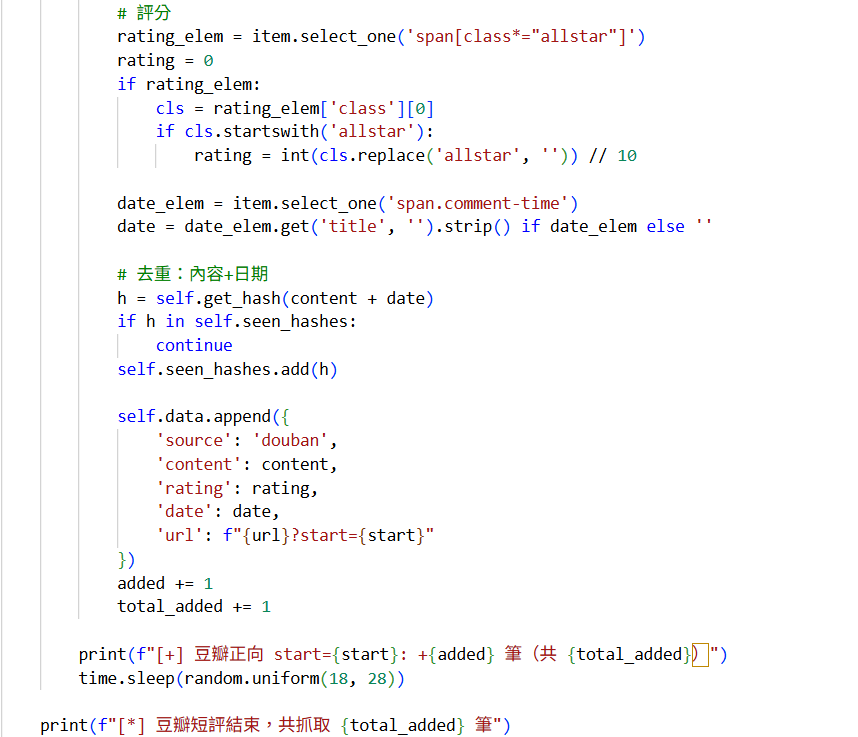 # 評分
rating_elem = item.select_one('span[class*="allstar"]')
rating = 0
if rating_elem:
cls = rating_elem['class'][0]
if cls.startswith('allstar'):
rating = int(cls.replace('allstar', '')) // 10
date_elem = item.select_one('span.comment-time')
date = date_elem.get('title', '').strip() if date_elem else ''
# 去重：內容+日期
h = self.get_hash(content + date)
if h in self.seen_hashes:
continue
self.seen_hashes.add(h)
self.data.append({
'source': 'douban',
'content': content,
'rating': rating,
'date': date,
'url': f"{url}?start={start}"
})
added += 1
total_added += 1
print(f"[+] 豆瓣正向 start={start}: +{added} 筆（共 {total_added}）")
time.sleep(random.uniform(18, 28))
print(f"[*] 豆瓣短評結束，共抓取 {total_added} 筆")